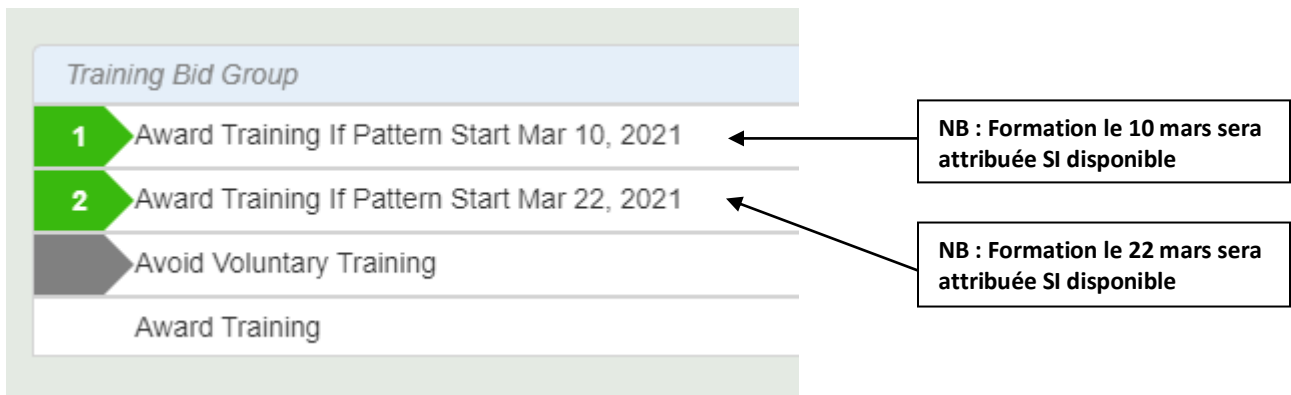 Training Bid Group
1 Award Training If Pattern Start Mar 10, 2021
NB : Formation le 10 mars sera
attribuée SI disponible
2 Award Training If Pattern Start Mar 22, 2021
Avoid Voluntary Training
NB : Formation le 22 mars sera
attribuée SI disponible
Award Training